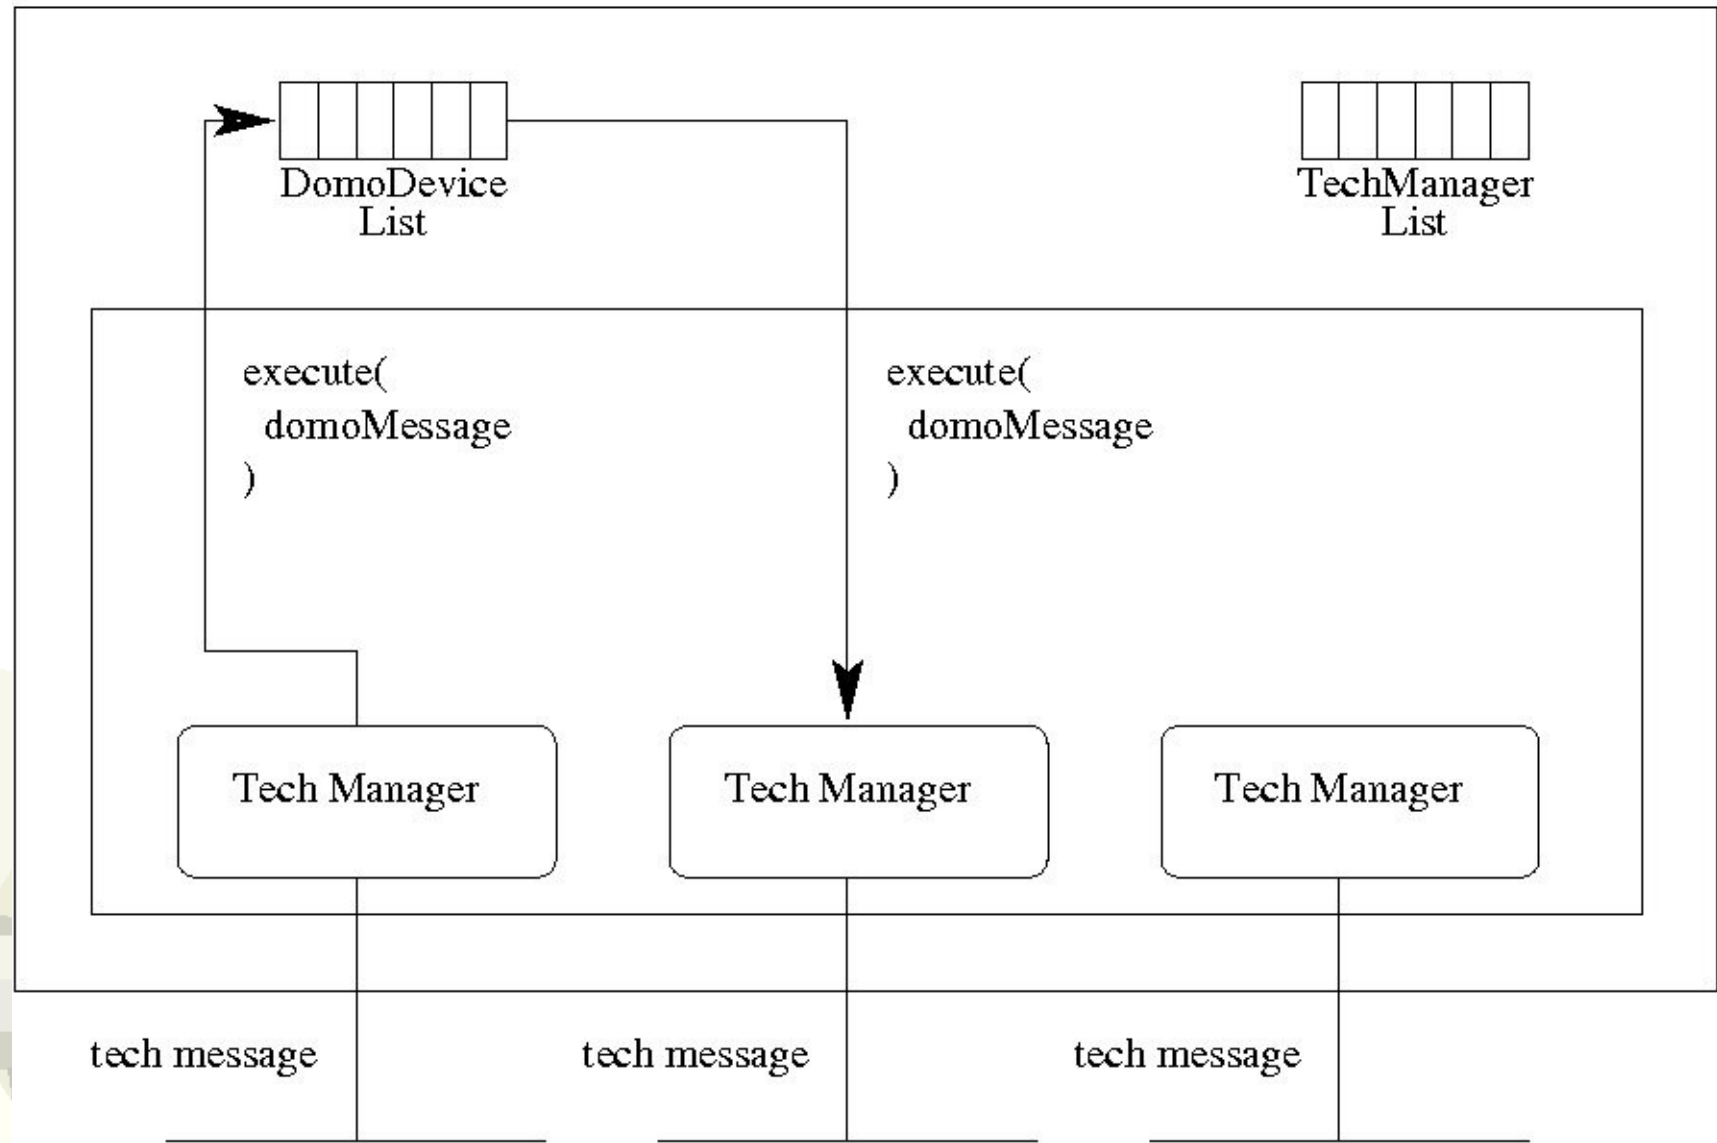 DomoDevice
List
TechManager
List
execute(
domoMessage
)
execute(
domoMessage
)
Tech Manager
Tech Manager
Tech Manager
tech message
tech message
tech message